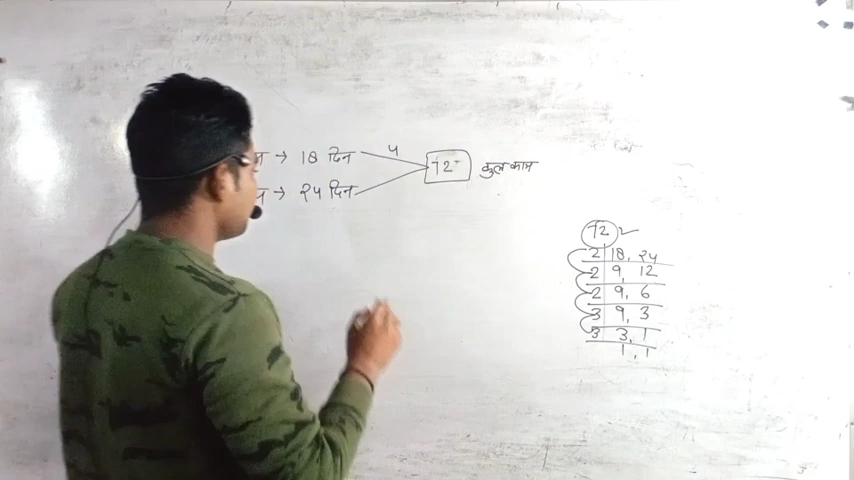 → 18 दिन 4 72 कुल काम
→ 24 दिन
72
2 18, 24
2 9, 12
2 9, 6
3 9, 3
3 3, 1
1, 1